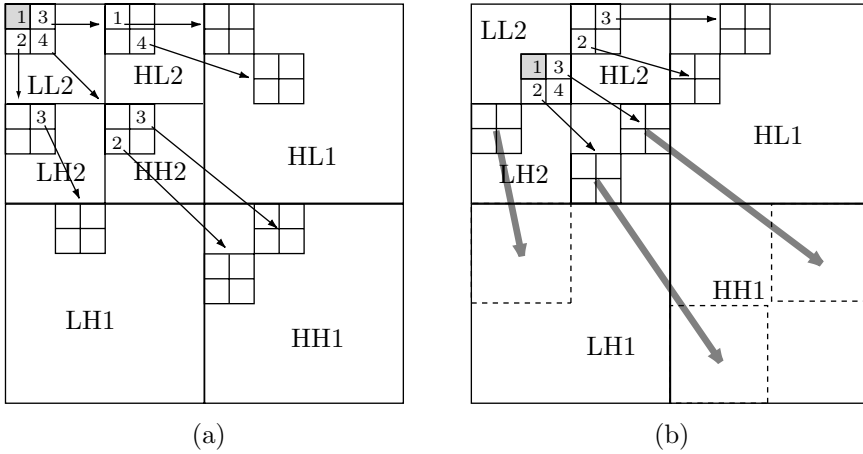 1 3 1 3
2 4 4 2
LL2 HL2 LL2 HL2
1 3
2 4
3 3
2
HL1 HL1
LH2 HH2 LH2
LH1 HH1 HH1
LH1
(a) (b)